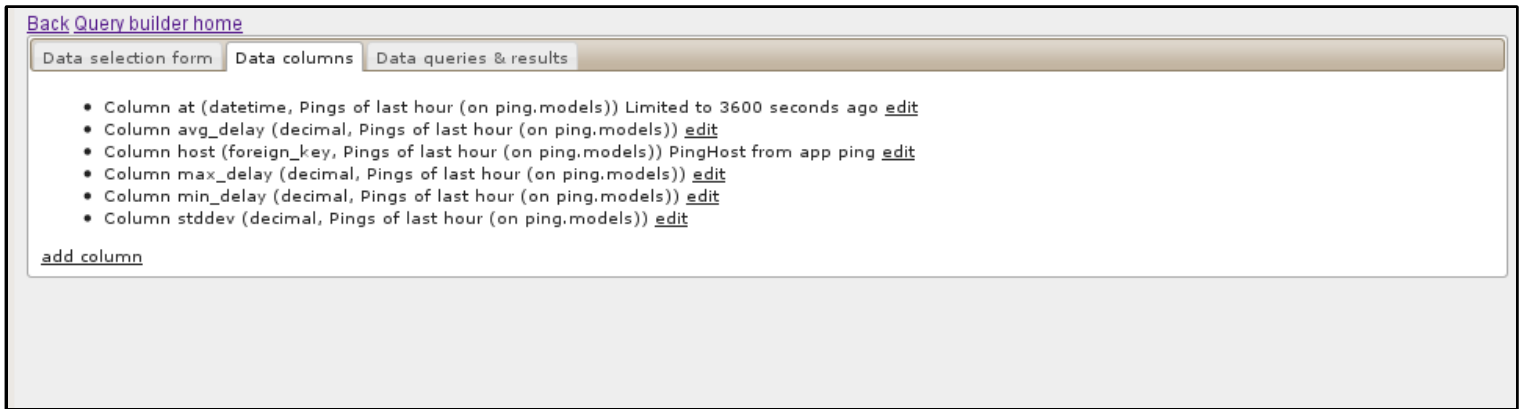 Back Query builder home
Data selection form Data columns Data queries & results
Column at (datetime, Pings of last hour (on ping.models)) Limited to 3600 seconds ago edit
Column avg_delay (decimal, Pings of last hour (on ping.models)) edit
Column host (foreign_key, Pings of last hour (on ping.models)) PingHost from app ping edit
Column max_delay (decimal, Pings of last hour (on ping.models)) edit
Column min_delay (decimal, Pings of last hour (on ping.models)) edit
Column stddev (decimal, Pings of last hour (on ping.models)) edit
add column